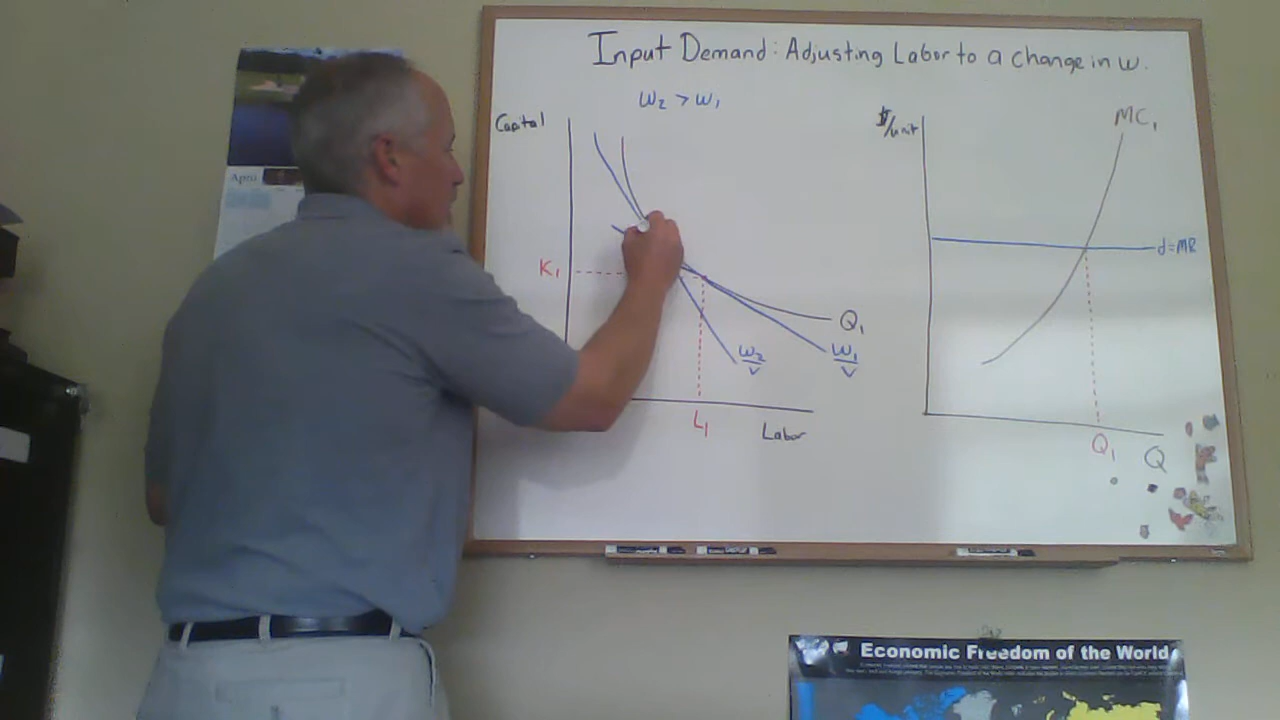 Input Demand: Adjusting Labor to a change in w.
w₂ > w₁
Capital
$/unit
MC₁
d=MR
K₁
Q₁
w₂/v
w₁/v
L₁
Labor
Q₁
Q
April
Economic Freedom of the World